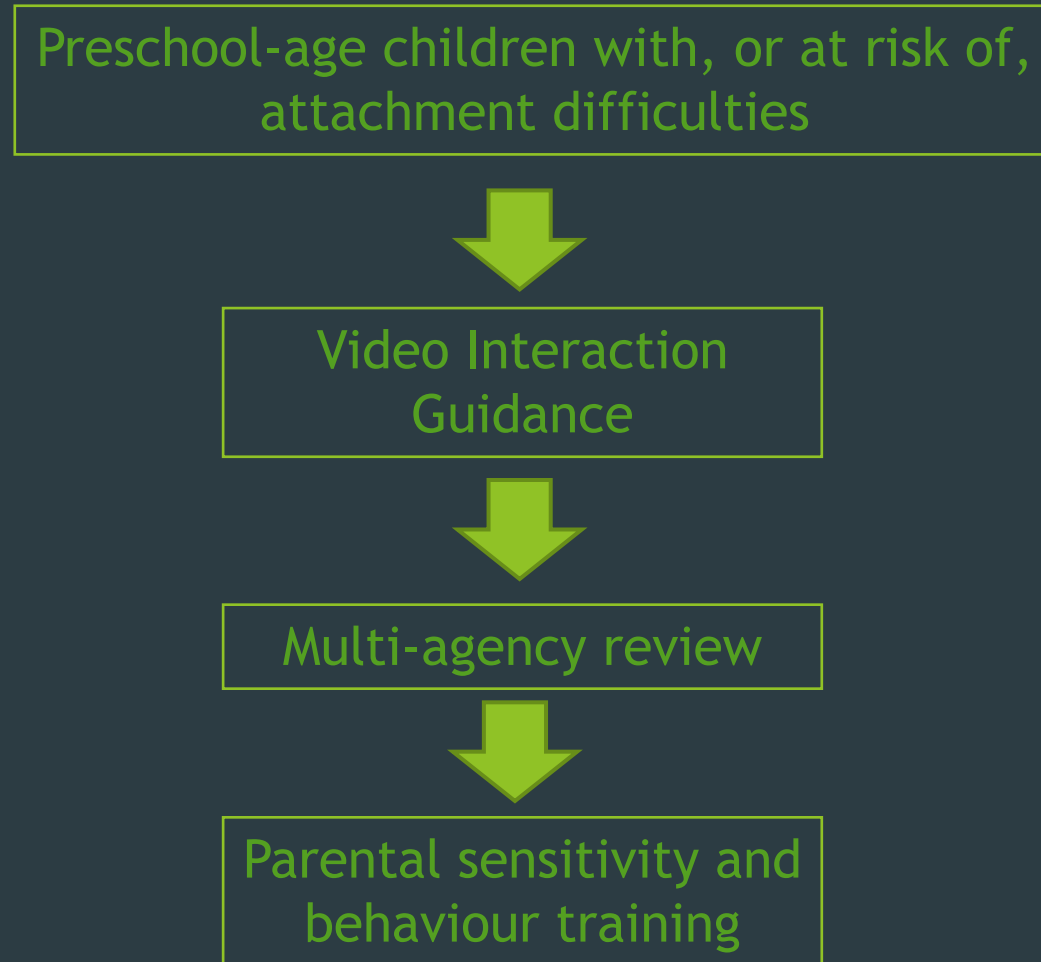 Preschool-age children with, or at risk of,
attachment difficulties
Video Interaction
Guidance
Multi-agency review
Parental sensitivity and
behaviour training